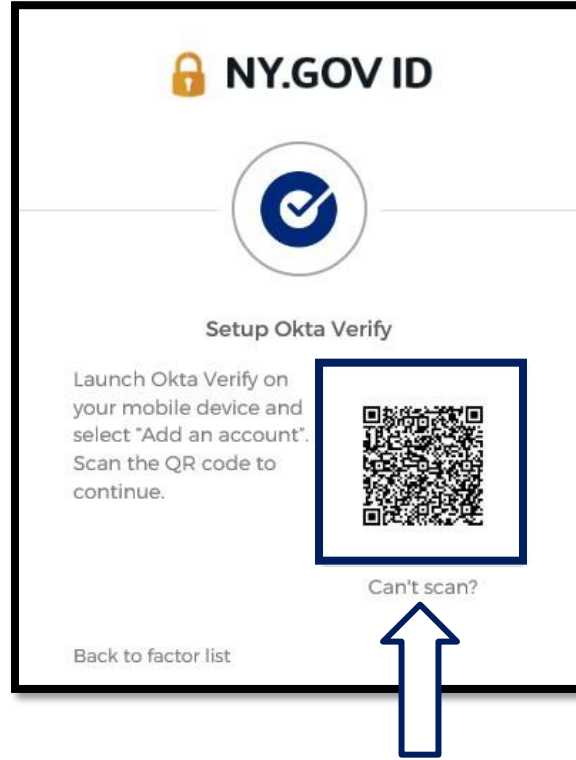 NY.GOV ID
Setup Okta Verify
Launch Okta Verify on
your mobile device and
select "Add an account".
Scan the QR code to
continue.
Can't scan?
Back to factor list